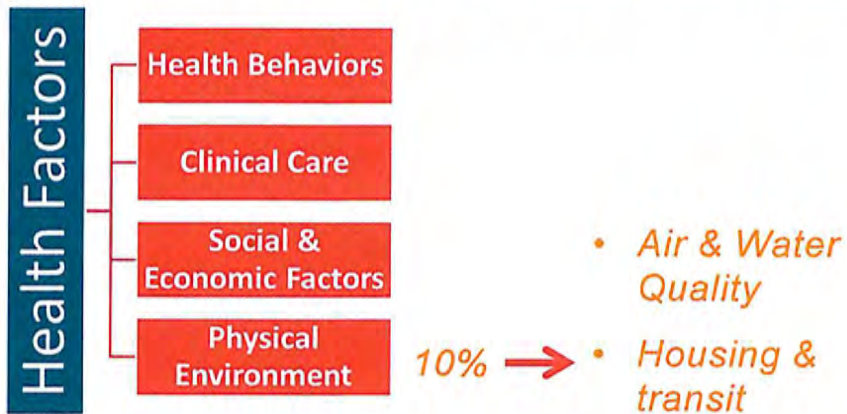 Health Factors
Health Behaviors
Clinical Care
Social &
Economic Factors
Physical
Environment
10%
• Air & Water
Quality
• Housing &
transit